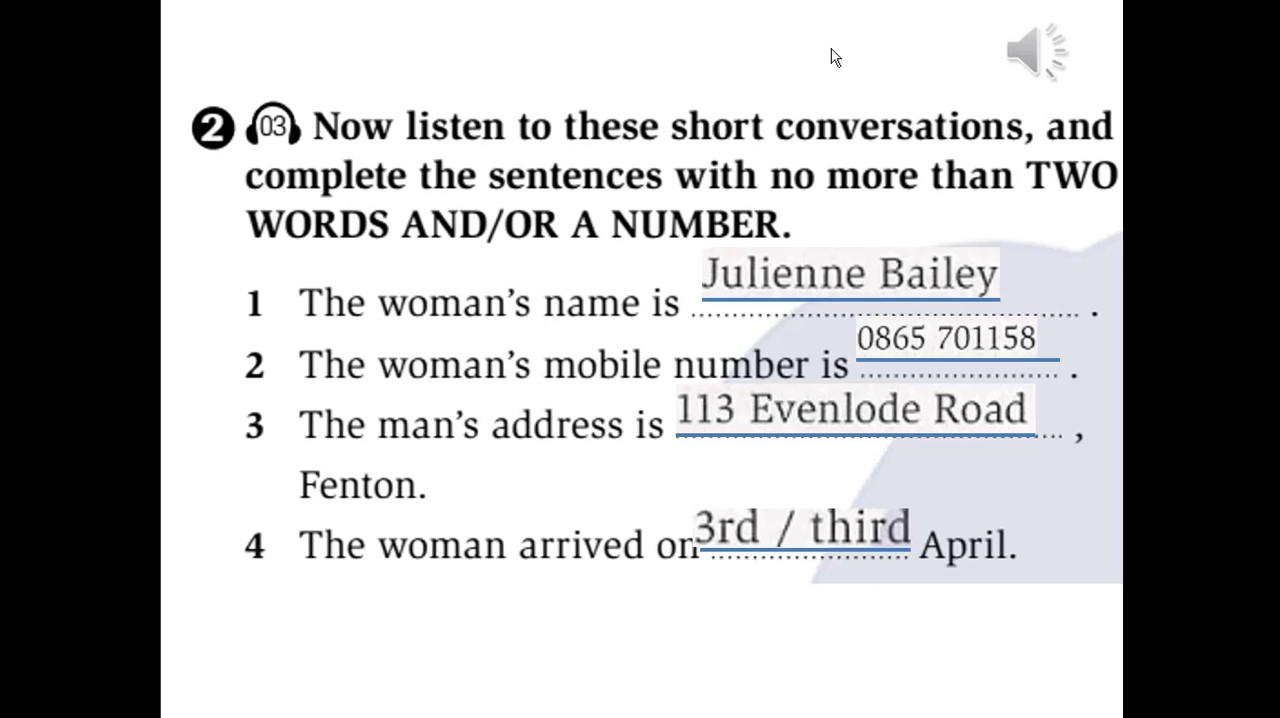 2 03 Now listen to these short conversations, and
complete the sentences with no more than TWO
WORDS AND/OR A NUMBER.
1 The woman's name is Julienne Bailey .
2 The woman's mobile number is 0865 701158 .
3 The man's address is 113 Evenlode Road ,
Fenton.
4 The woman arrived on 3rd / third April.